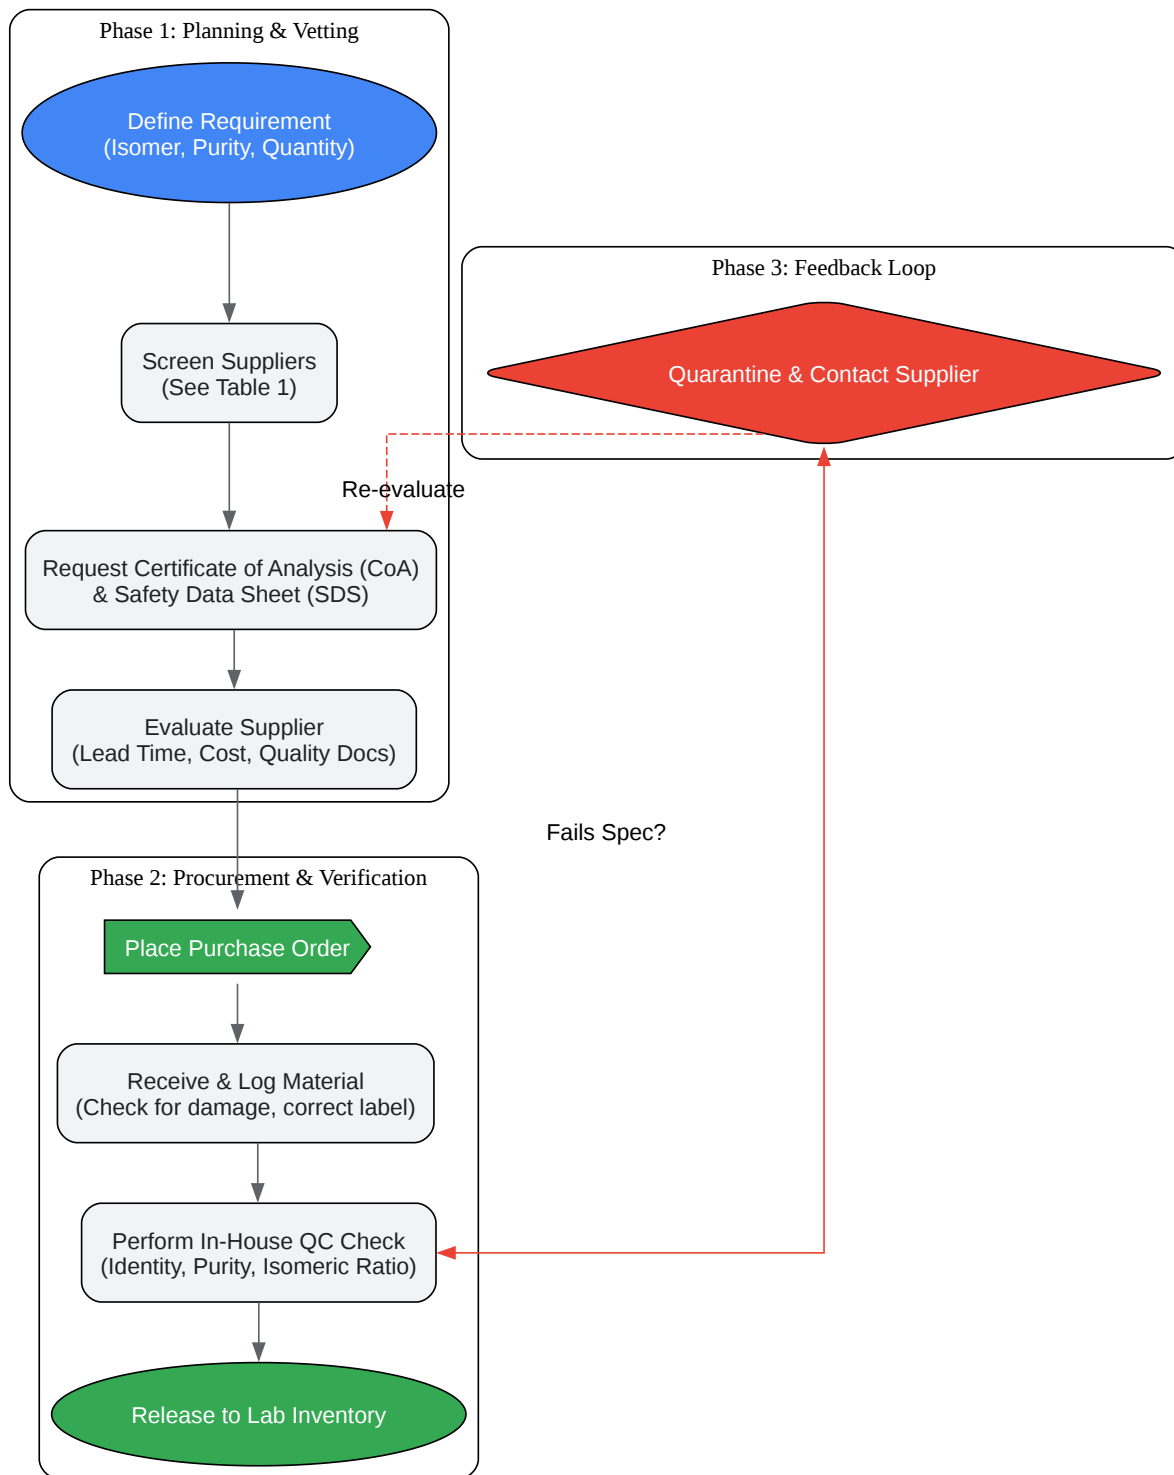 Phase 1: Planning & Vetting
Define Requirement
(Isomer, Purity, Quantity)
Screen Suppliers
(See Table 1)
Phase 3: Feedback Loop
Quarantine & Contact Supplier
Re-evaluate
Request Certificate of Analysis (CoA)
& Safety Data Sheet (SDS)
Evaluate Supplier
(Lead Time, Cost, Quality Docs)
Fails Spec?
Phase 2: Procurement & Verification
Place Purchase Order
Receive & Log Material
(Check for damage, correct label)
Perform In-House QC Check
(Identity, Purity, Isomeric Ratio)
Release to Lab Inventory